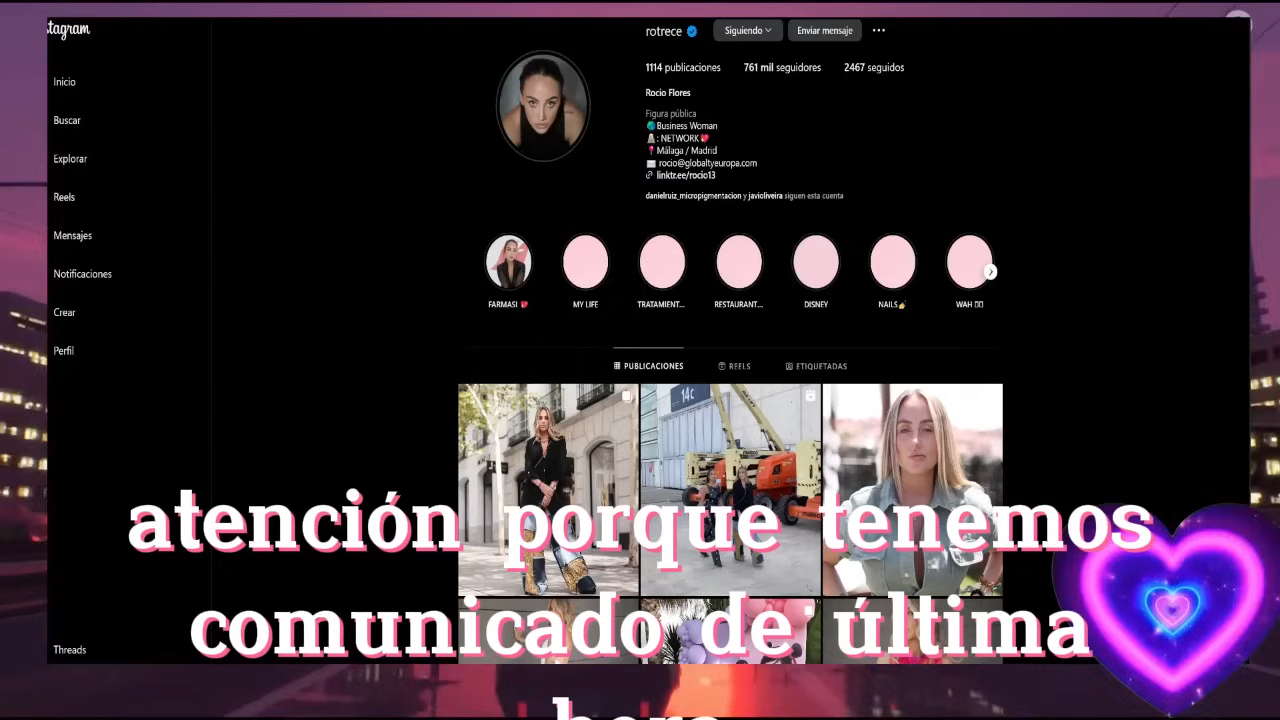 stagram
rotrece Siguiendo Enviar mensaje
1114 publicaciones 761 mil seguidores 2467 seguidos
Rocio Flores
Figura pública
Business Woman
: NETWORK
Málaga / Madrid
rocio@globaltyeuropa.com
linktr.ee/rocio13
danielruiz_micropigmentacion y javioliveira siguen esta cuenta
Inicio
Buscar
Explorar
Reels
Mensajes
Notificaciones
Crear
Perfil
Threads
FARMASI MY LIFE TRATAMIENT... RESTAURANT... DISNEY NAILS WAH
PUBLICACIONES REELS ETIQUETADAS
14c
atención porque tenemos
comunicado de última